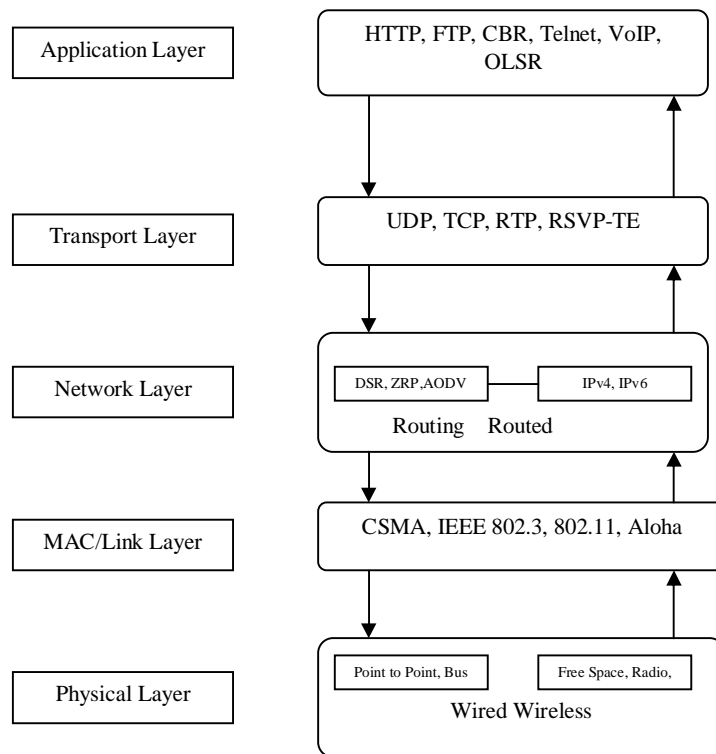 Application Layer
HTTP, FTP, CBR, Telnet, VoIP,
OLSR
Transport Layer
UDP, TCP, RTP, RSVP-TE
Network Layer
DSR, ZRP,AODV
IPv4, IPv6
Routing Routed
MAC/Link Layer
CSMA, IEEE 802.3, 802.11, Aloha
Physical Layer
Point to Point, Bus
Free Space, Radio,
Wired Wireless